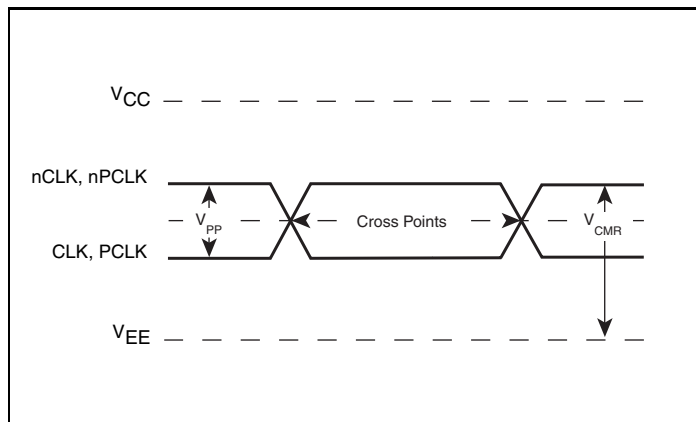 VCC
nCLK, nPCLK
VPP
Cross Points
VCMR
CLK, PCLK
VEE